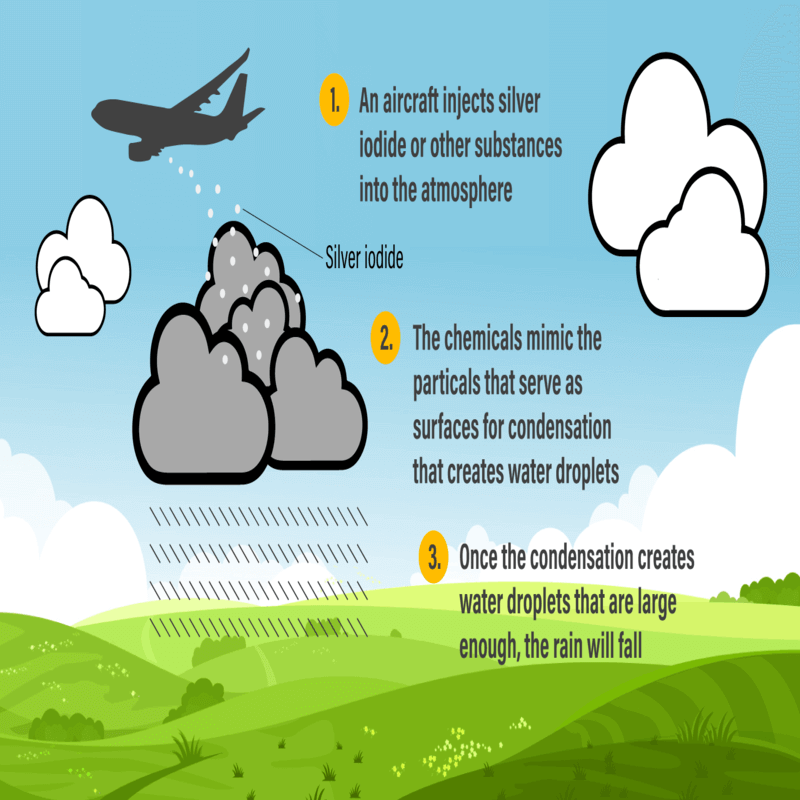 1. An aircraft injects silver
iodide or other substances
into the atmosphere
Silver iodide
2. The chemicals mimic the
particals that serve as
surfaces for condensation
that creates water droplets
3. Once the condensation creates
water droplets that are large
enough, the rain will fall